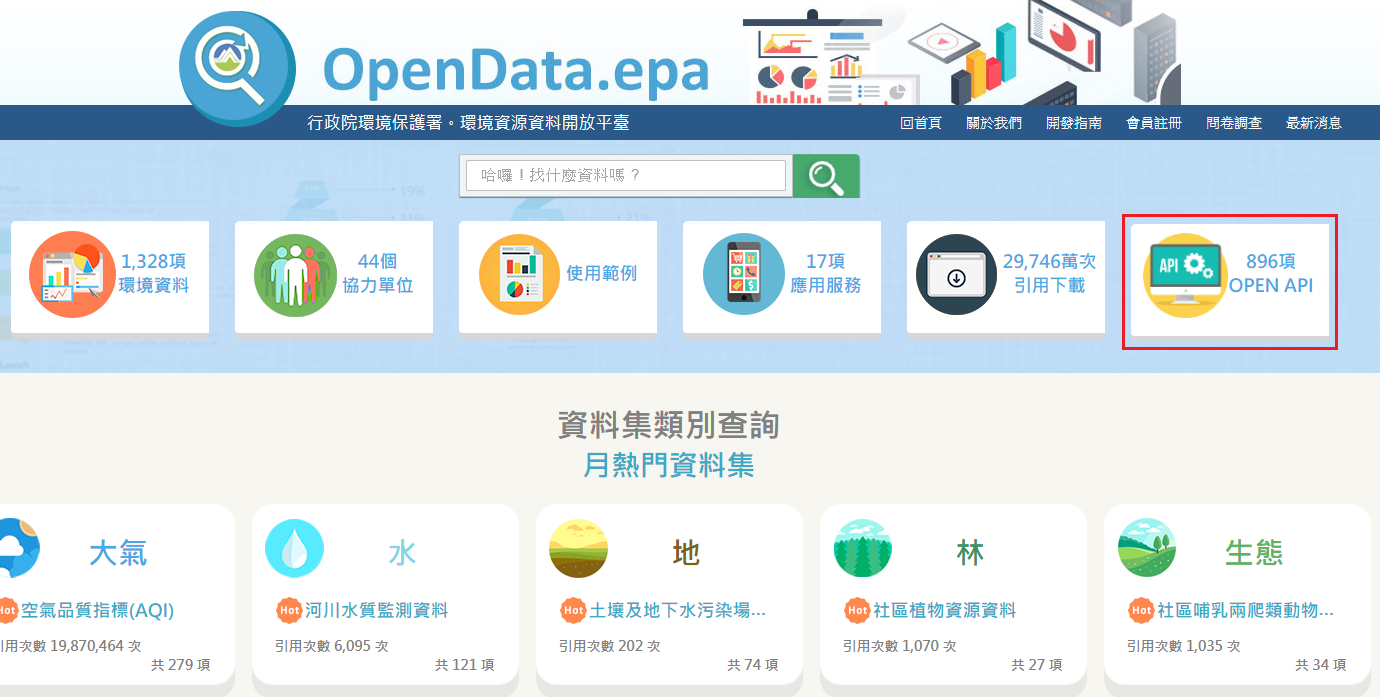 OpenData.epa
行政院環境保護署。環境資源資料開放平臺
回首頁 關於我們 開發指南 會員註冊 問卷調查 最新消息
哈囉！找什麼資料嗎？
19%
21%
21%
1,328項
環境資料
44個
協力單位
使用範例
17項
應用服務
29,746萬次
引用下載
API
896項
OPEN API
資料集類別查詢
月熱門資料集
大氣
Hot 空氣品質指標(AQI)
引用次數 19,870,464 次
共 279 項
水
Hot 河川水質監測資料
引用次數 6,095 次
共 121 項
地
Hot 土壤及地下水污染場...
引用次數 202 次
共 74 項
林
Hot 社區植物資源資料
引用次數 1,070 次
共 27 項
生態
Hot 社區哺乳兩爬類動物...
引用次數 1,035 次
共 34 項